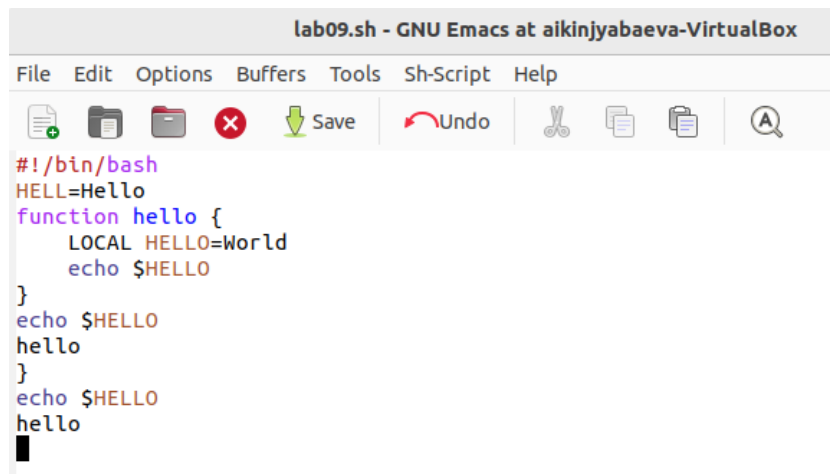 lab09.sh - GNU Emacs at aikinjyabaeva-VirtualBox
File Edit Options Buffers Tools Sh-Script Help
Save Undo
#!/bin/bash
HELL=Hello
function hello {
    LOCAL HELLO=World
    echo $HELLO
}
echo $HELLO
hello
}
echo $HELLO
hello